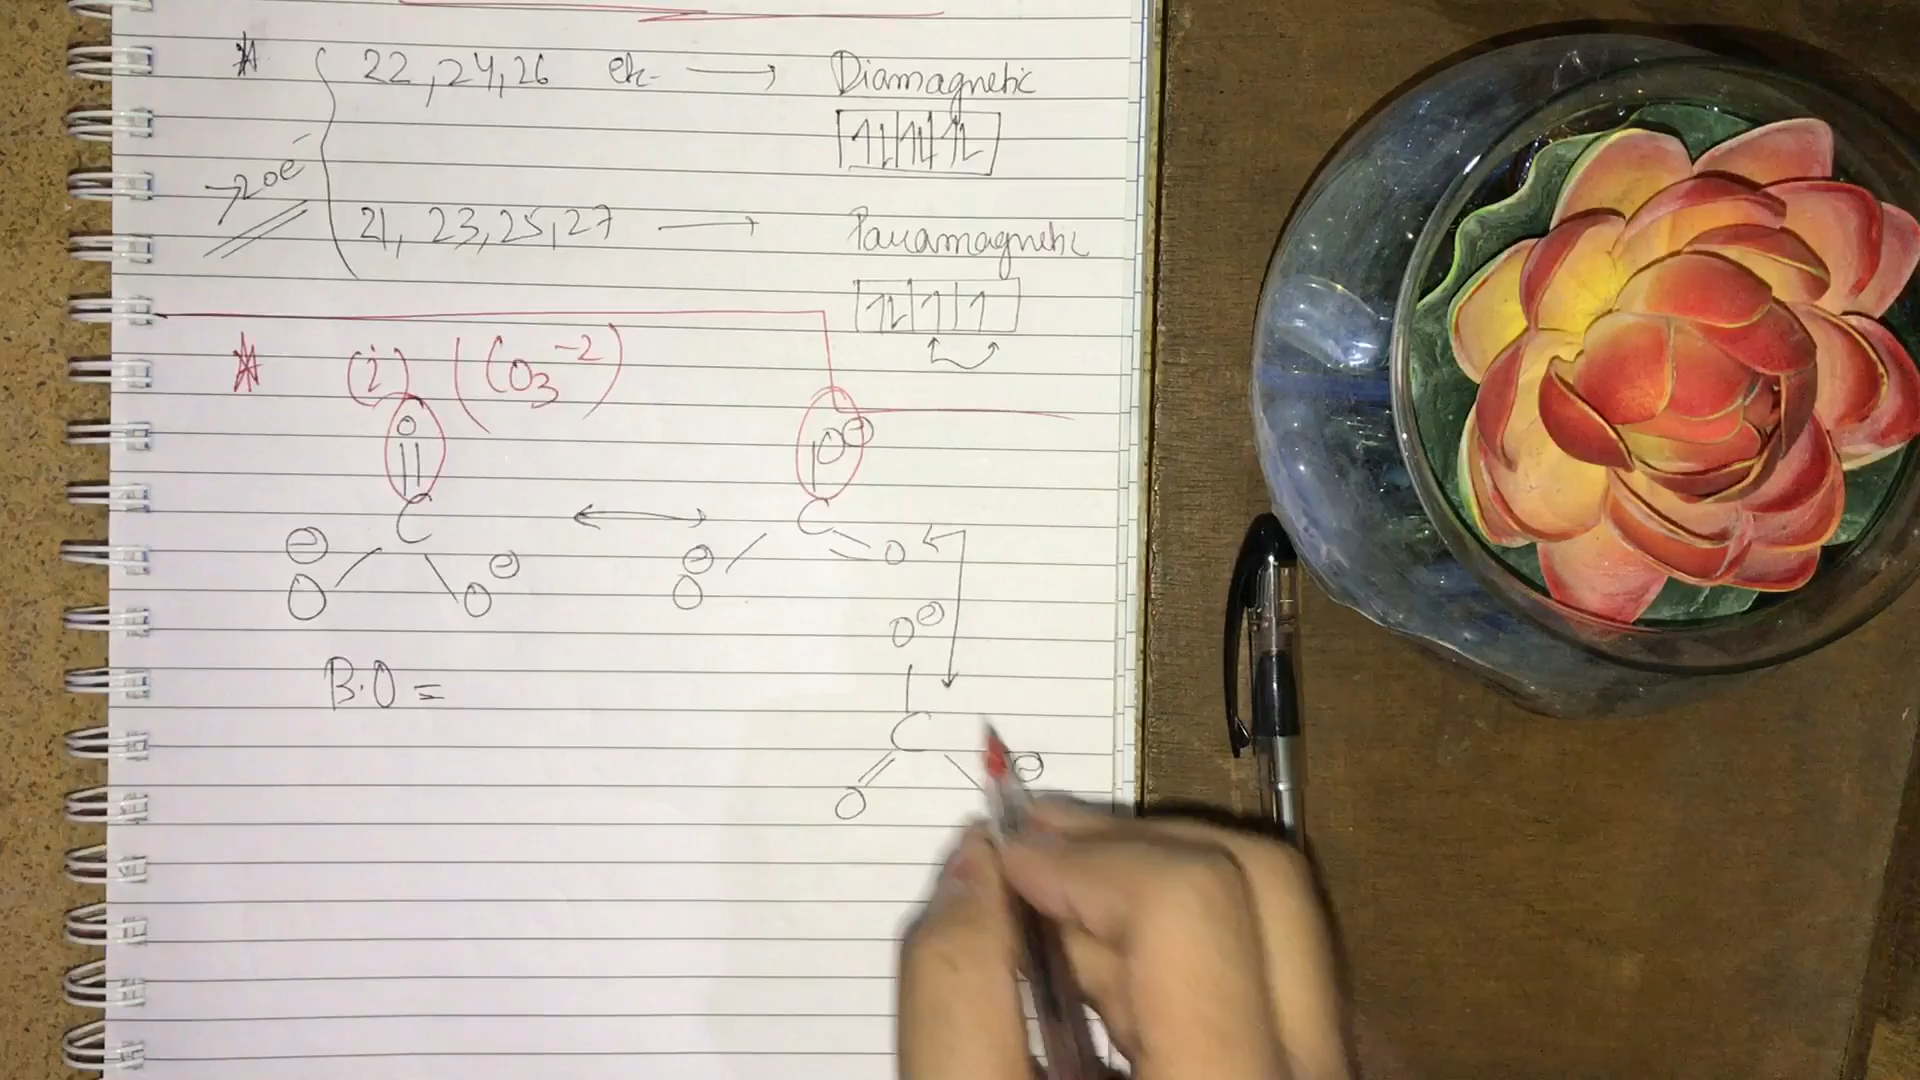 22, 24, 26 etc → Diamagnetic
>20e⁻
21, 23, 25, 27 → Paramagnetic
(i) (CO₃⁻²)
O O⊖
C ↔ C
⊖ O O⊖ ⊖ O O
O⊖
B.O =
C
O ⊖